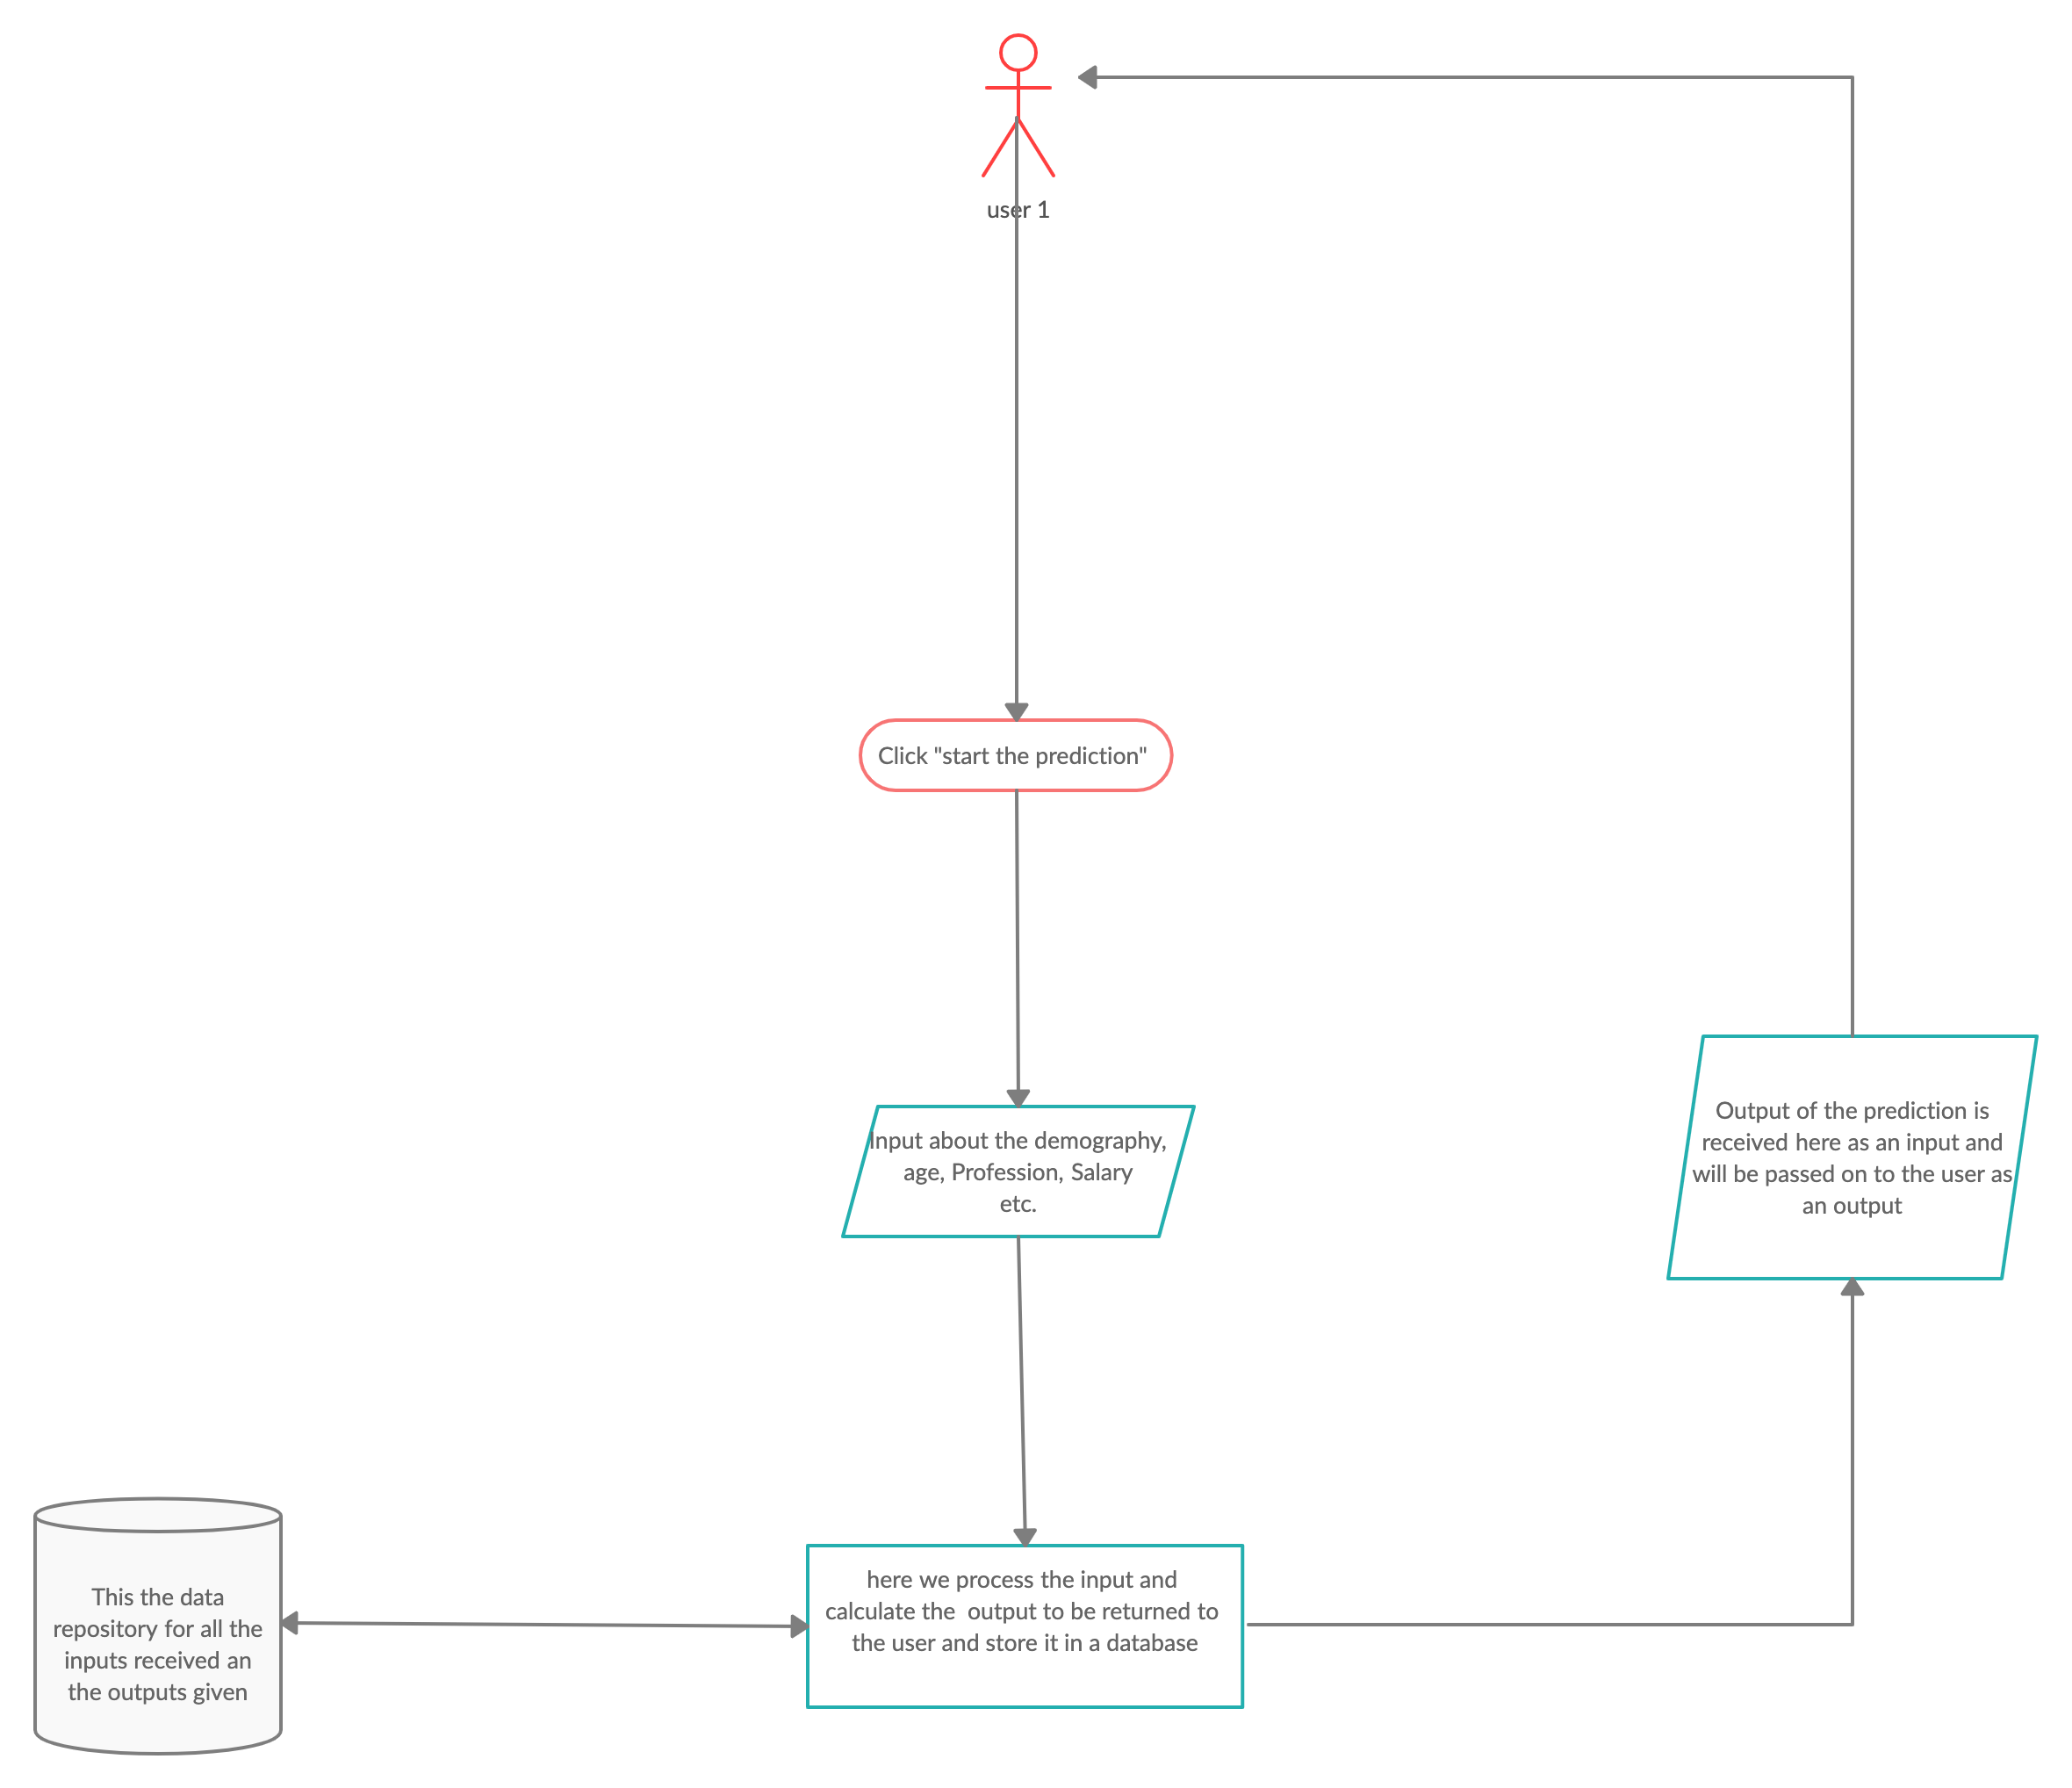 user 1
Click "start the prediction"
Input about the demography,
age, Profession, Salary
etc.
Output of the prediction is
received here as an input and
will be passed on to the user as
an output
here we process the input and
calculate the  output to be returned to
the user and store it in a database
This the data
repository for all the
inputs received an
the outputs given